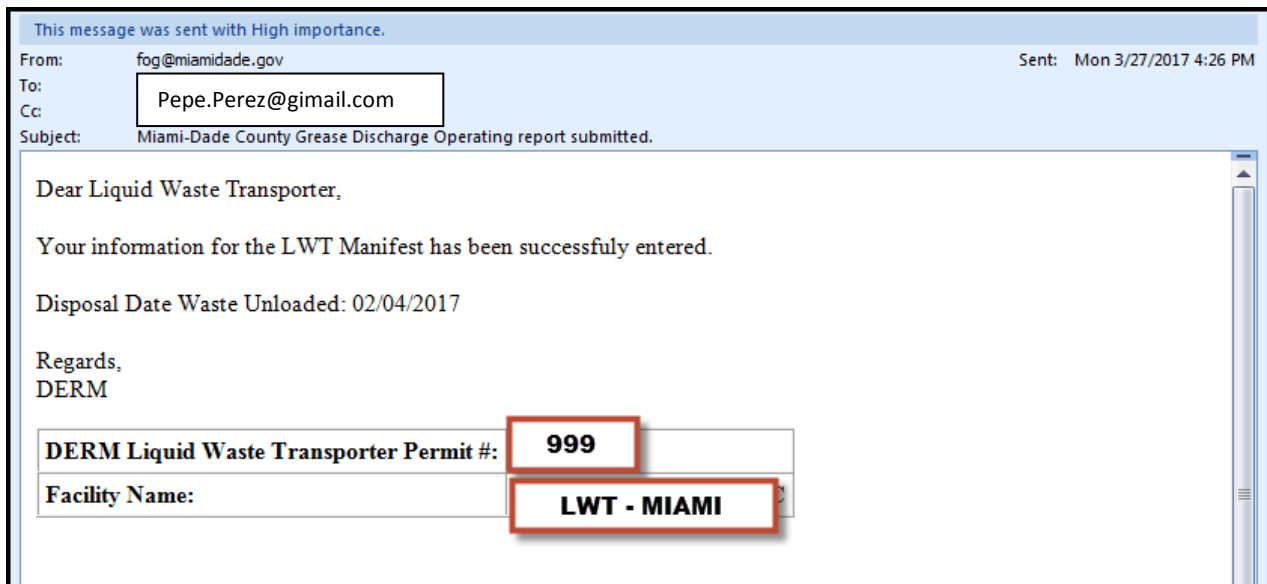 This message was sent with High importance.
From: fog@miamidade.gov Sent: Mon 3/27/2017 4:26 PM
To: Pepe.Perez@gimail.com
Cc:
Subject: Miami-Dade County Grease Discharge Operating report submitted.
Dear Liquid Waste Transporter,
Your information for the LWT Manifest has been successfuly entered.
Disposal Date Waste Unloaded: 02/04/2017
Regards,
DERM
DERM Liquid Waste Transporter Permit #: 999
Facility Name: LWT - MIAMI